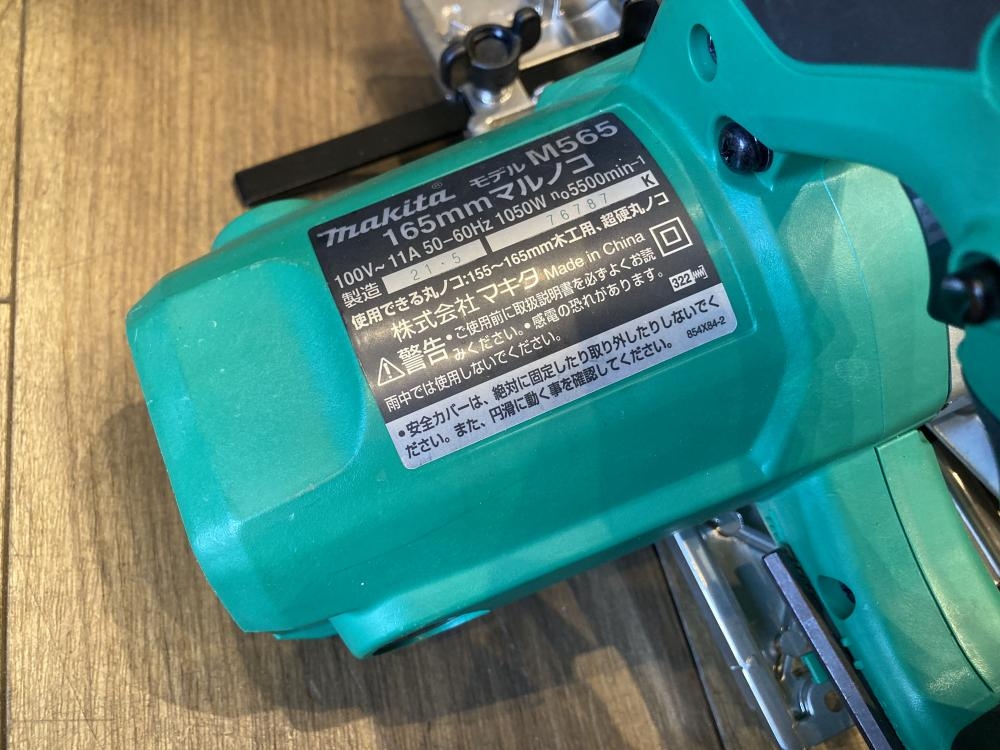 makita® モデル M565
165mmマルノコ
100V～ 11A 50-60Hz 1050W n₀5500min⁻¹
製造 21・5 76787 K
使用できる丸ノコ:155～165mm木工用、超硬丸ノコ
株式会社 マキタ Made in China
⚠警告・ご使用前に取扱説明書を必ずよくお読
みください。・感電の恐れがあります。
雨中では使用しないでください。
322
・安全カバーは、絶対に固定したり取り外したりしないでく
ださい。また、円滑に動く事を確認してください。 854X84-2